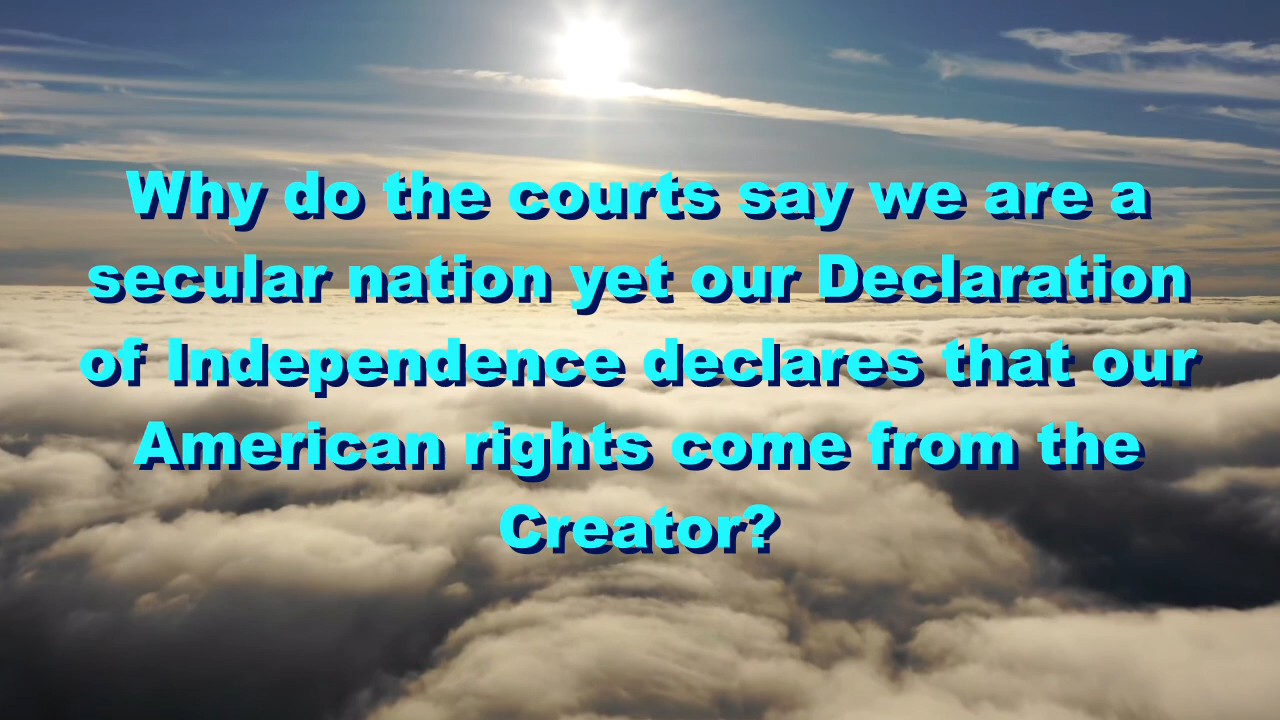 Why do the courts say we are a
secular nation yet our Declaration
of Independence declares that our
American rights come from the
Creator?